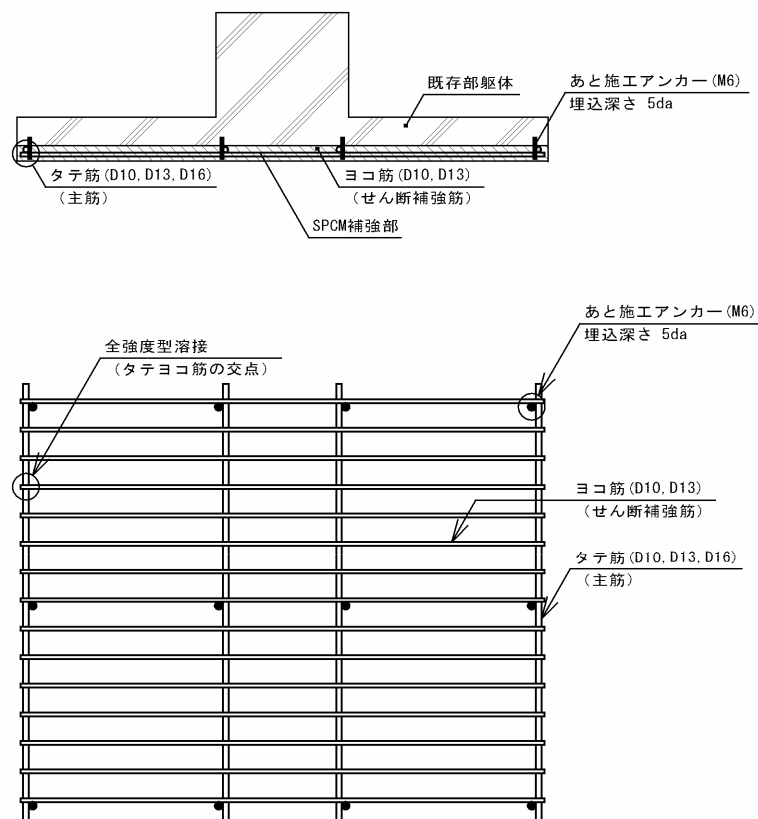 既存部躯体
あと施工アンカー(M6)
埋込深さ 5da
タテ筋(D10,D13,D16)
(主筋)
ヨコ筋(D10,D13)
(せん断補強筋)
SPCM補強部
あと施工アンカー(M6)
埋込深さ 5da
全強度型溶接
(タテヨコ筋の交点)
ヨコ筋(D10,D13)
(せん断補強筋)
タテ筋(D10,D13,D16)
(主筋)